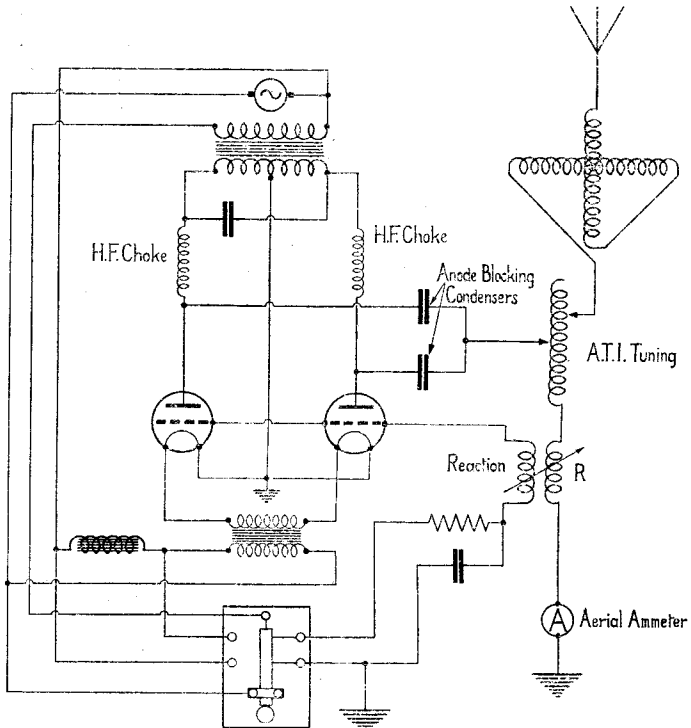 H.F. Choke
H.F. Choke
Anode Blocking
Condensers
A.T.I. Tuning
Reaction
R
A
Aerial Ammeter